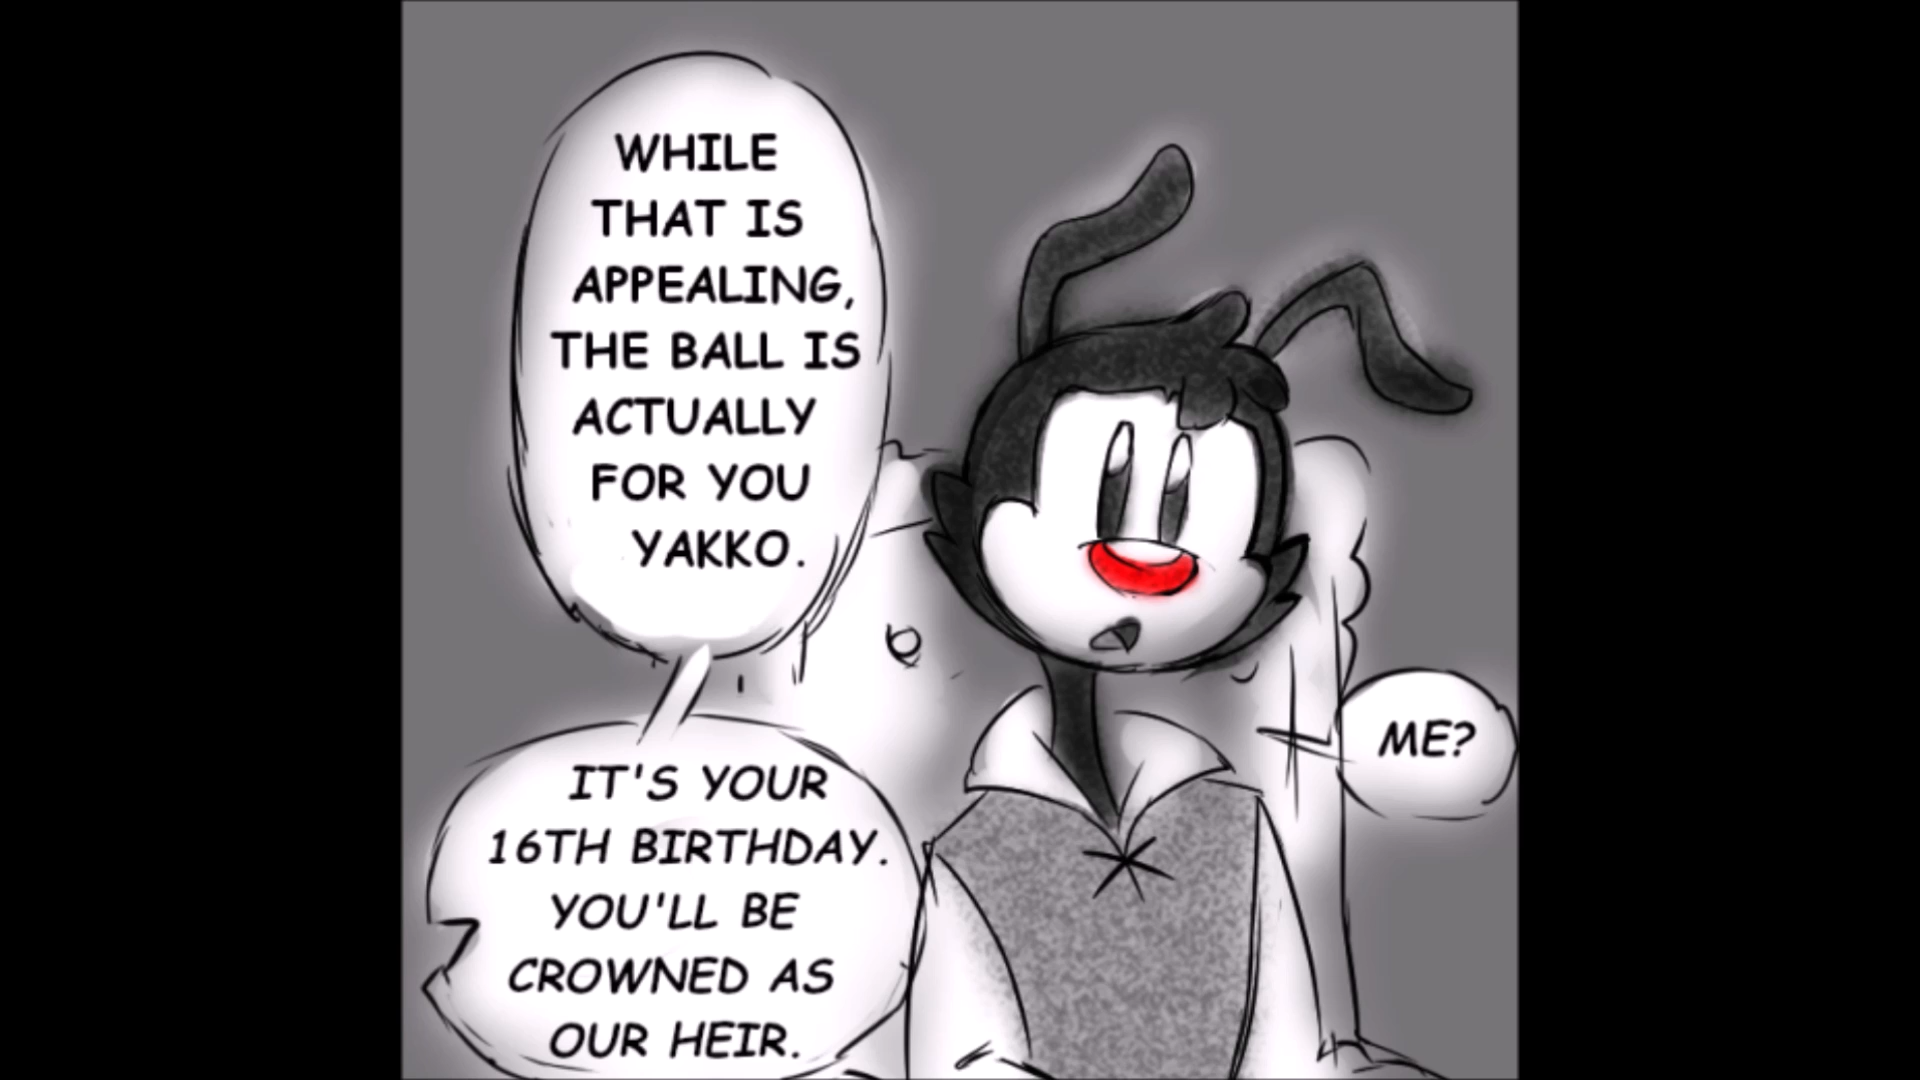 WHILE
THAT IS
APPEALING,
THE BALL IS
ACTUALLY
FOR YOU
YAKKO.
IT'S YOUR
16TH BIRTHDAY.
YOU'LL BE
CROWNED AS
OUR HEIR.
ME?